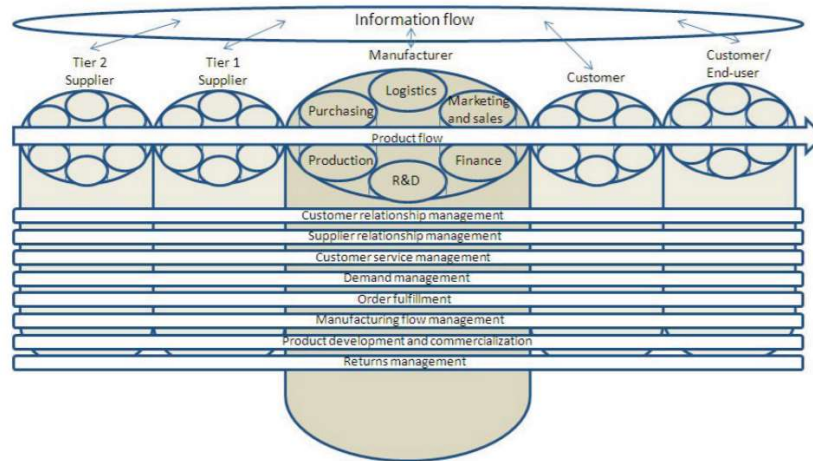 Information flow
Tier 2
Supplier
Tier 1
Supplier
Manufacturer
Customer
Customer/
End-user
Logistics
Purchasing
Marketing
and sales
Product flow
Production
Finance
R&D
Customer relationship management
Supplier relationship management
Customer service management
Demand management
Order fulfillment
Manufacturing flow management
Product development and commercialization
Returns management